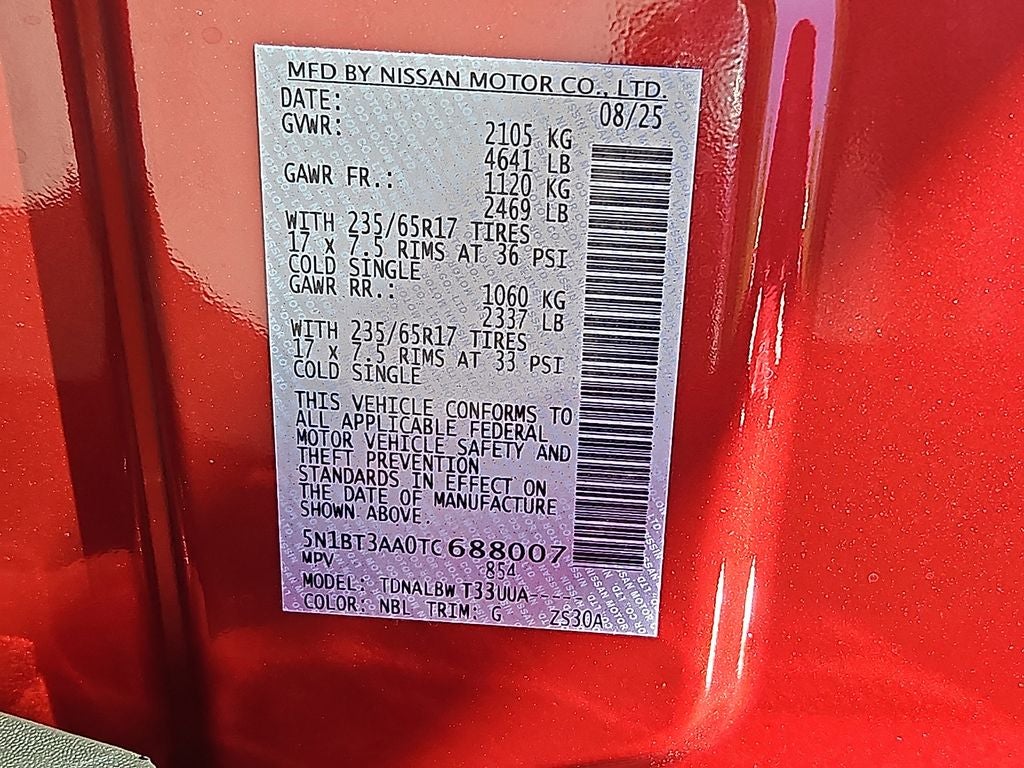 MFD BY NISSAN MOTOR CO., LTD.
DATE: 08/25
GVWR: 2105 KG
4641 LB
GAWR FR.: 1120 KG
2469 LB
WITH 235/65R17 TIRES
17 x 7.5 RIMS AT 36 PSI
COLD SINGLE
GAWR RR.: 1060 KG
2337 LB
WITH 235/65R17 TIRES
17 x 7.5 RIMS AT 33 PSI
COLD SINGLE
THIS VEHICLE CONFORMS TO
ALL APPLICABLE FEDERAL
MOTOR VEHICLE SAFETY AND
THEFT PREVENTION
STANDARDS IN EFFECT ON
THE DATE OF MANUFACTURE
SHOWN ABOVE.
5N1BT3AA0TC688007
MPV 854
MODEL: TDNALBW T33UUA-----
COLOR: NBL TRIM: G ZS30A